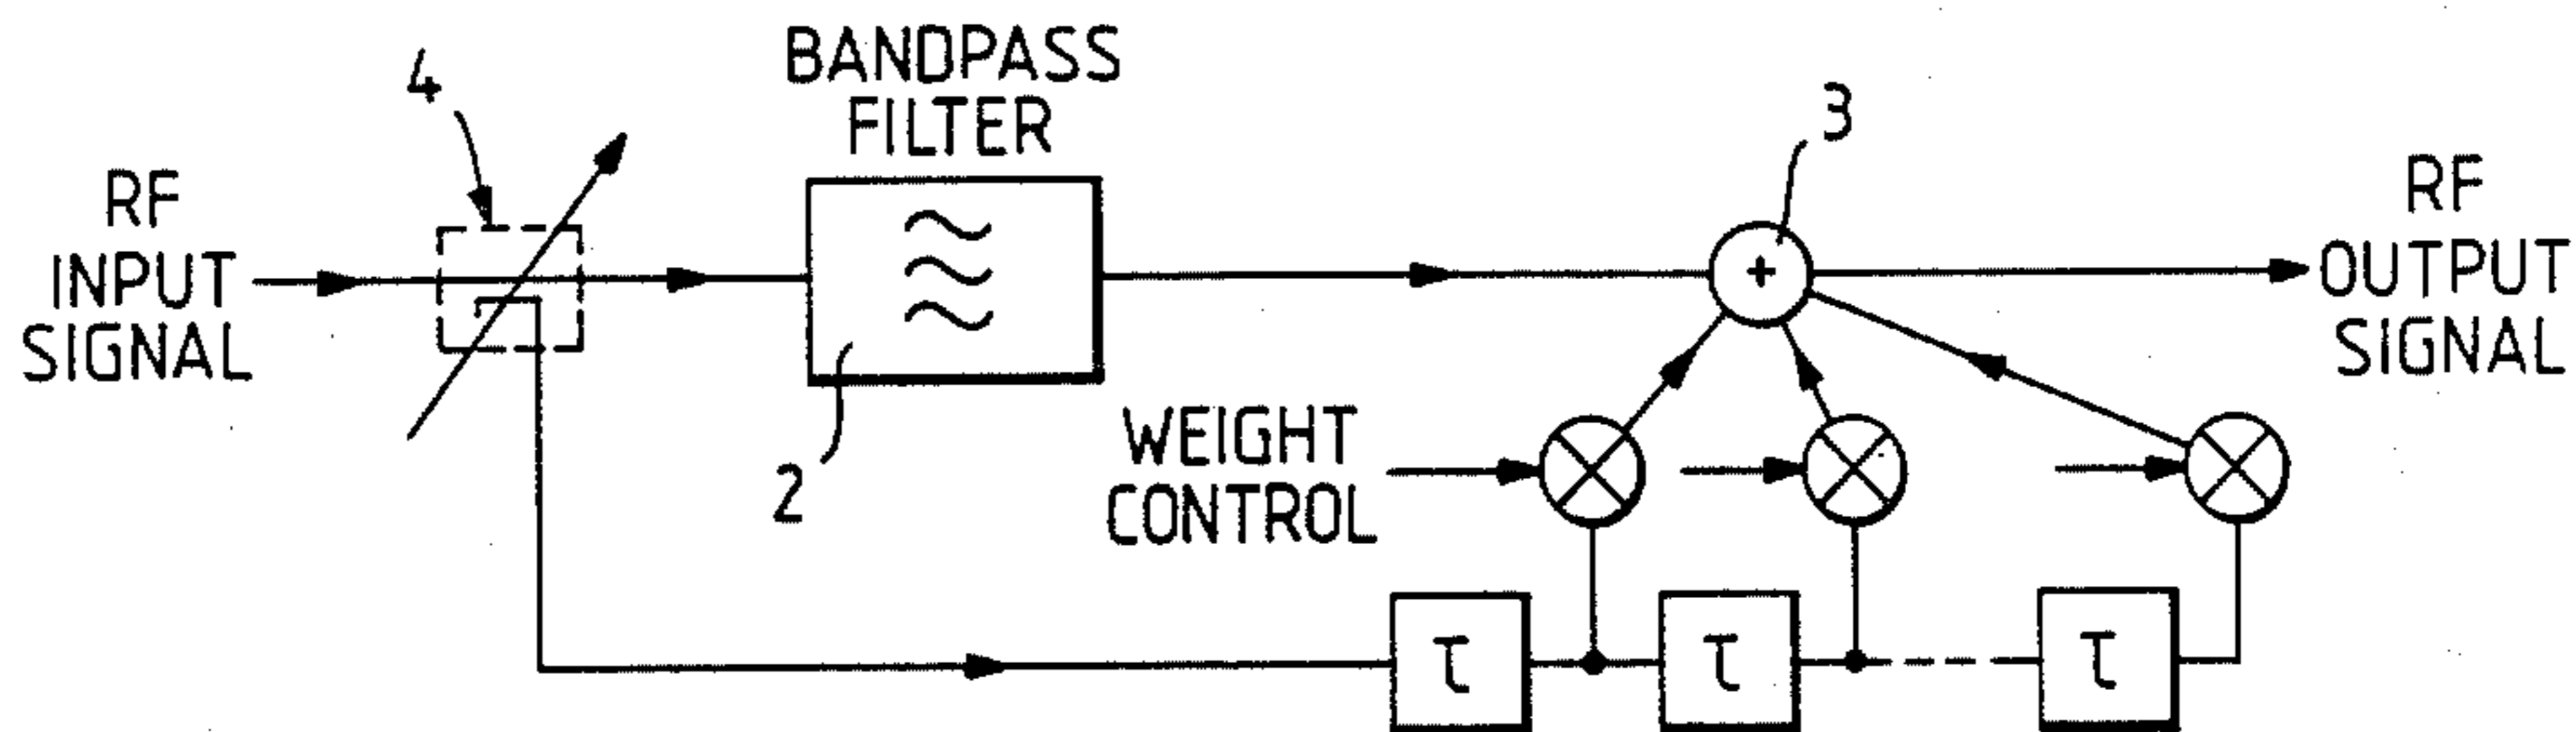 4
BANDPASS
FILTER
3
RF
INPUT
SIGNAL
RF
OUTPUT
SIGNAL
+
2
WEIGHT
CONTROL
τ
τ
τ